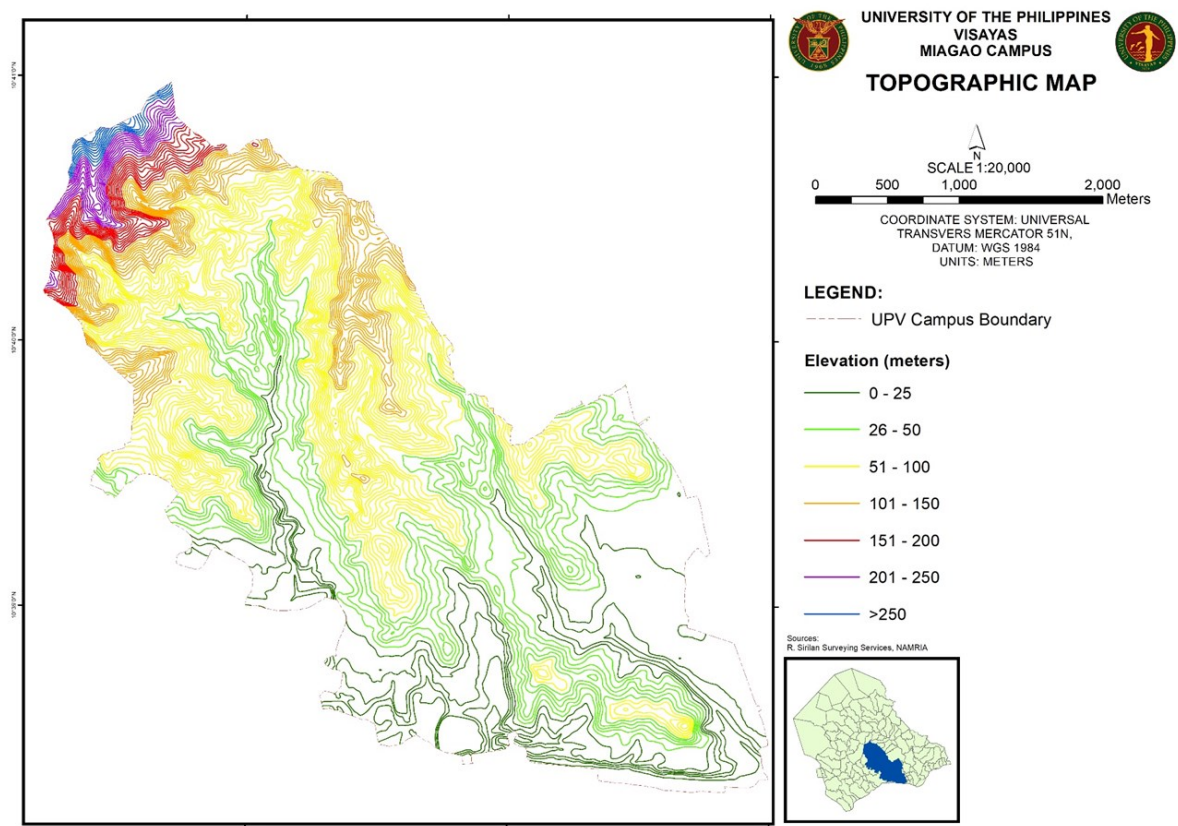 UNIVERSITY OF THE PHILIPPINES
VISAYAS
MIAGAO CAMPUS
TOPOGRAPHIC MAP
N
SCALE 1:20,000
0 500 1,000 2,000
Meters
COORDINATE SYSTEM: UNIVERSAL
TRANSVERS MERCATOR 51N,
DATUM: WGS 1984
UNITS: METERS
LEGEND:
UPV Campus Boundary
Elevation (meters)
0 - 25
26 - 50
51 - 100
101 - 150
151 - 200
201 - 250
>250
Sources:
R. Sirilan Surveying Services, NAMRIA